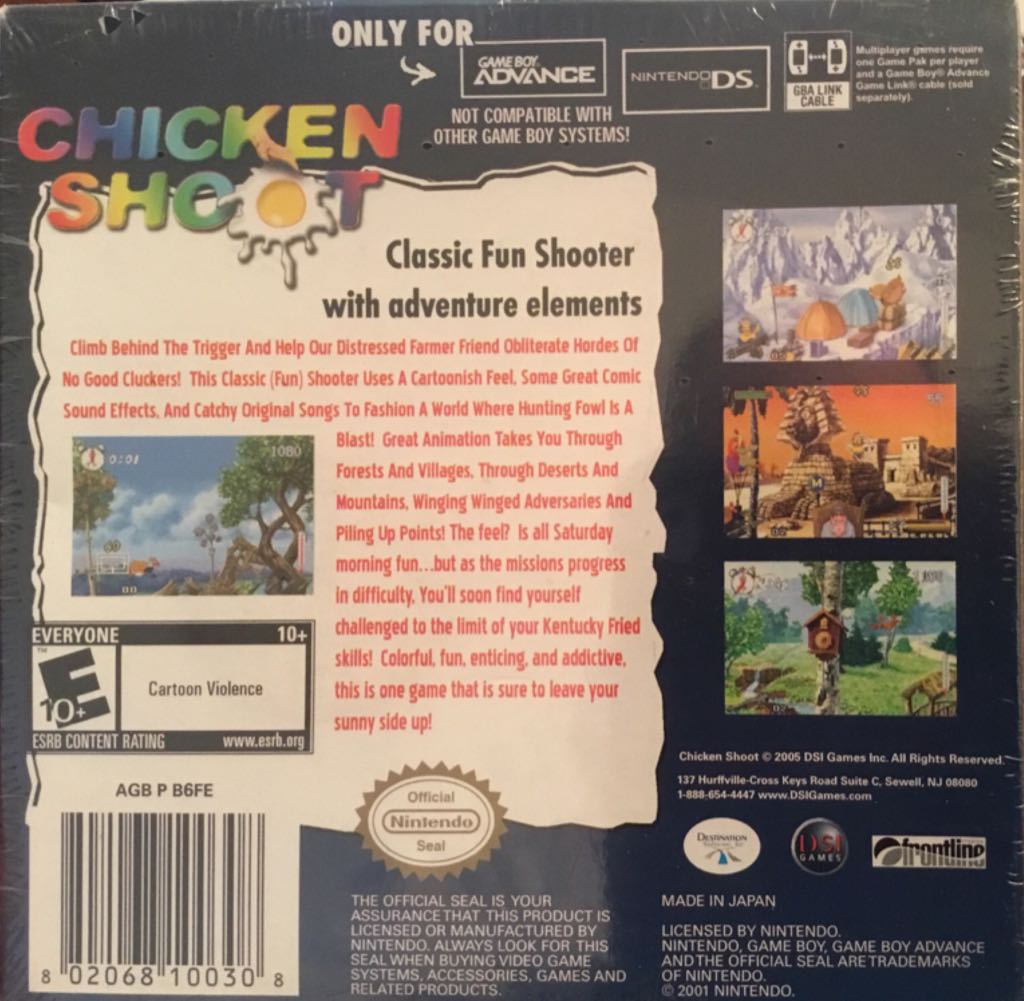 ONLY FOR
GAME BOY ADVANCE
NINTENDO DS
GBA LINK
CABLE
Multiplayer games require
one Game Pak per player
and a Game Boy® Advance
Game Link® cable (sold
separately).
NOT COMPATIBLE WITH
OTHER GAME BOY SYSTEMS!
CHICKEN
SHOOT
Classic Fun Shooter
with adventure elements
Climb Behind The Trigger And Help Our Distressed Farmer Friend Obliterate Hordes Of
No Good Cluckers! This Classic (Fun) Shooter Uses A Cartoonish Feel, Some Great Comic
Sound Effects, And Catchy Original Songs To Fashion A World Where Hunting Fowl Is A
Blast! Great Animation Takes You Through
Forests And Villages, Through Deserts And
Mountains, Winging Winged Adversaries And
Piling Up Points! The feel? Is all Saturday
morning fun...but as the missions progress
in difficulty, You'll soon find yourself
challenged to the limit of your Kentucky Fried
skills! Colorful, fun, enticing, and addictive,
this is one game that is sure to leave your
sunny side up!
0:01
1080
EVERYONE 10+
E
10+
TM
Cartoon Violence
ESRB CONTENT RATING www.esrb.org
AGB P B6FE
8 02068 10030 8
Official
Nintendo
Seal
THE OFFICIAL SEAL IS YOUR
ASSURANCE THAT THIS PRODUCT IS
LICENSED OR MANUFACTURED BY
NINTENDO. ALWAYS LOOK FOR THIS
SEAL WHEN BUYING VIDEO GAME
SYSTEMS, ACCESSORIES, GAMES AND
RELATED PRODUCTS.
Chicken Shoot © 2005 DSI Games Inc. All Rights Reserved.
137 Hurffville-Cross Keys Road Suite C, Sewell, NJ 08080
1-888-654-4447 www.DSIGames.com
DESTINATION
DSI
GAMES
frontline
MADE IN JAPAN
LICENSED BY NINTENDO.
NINTENDO, GAME BOY, GAME BOY ADVANCE
AND THE OFFICIAL SEAL ARE TRADEMARKS
OF NINTENDO.
© 2001 NINTENDO.